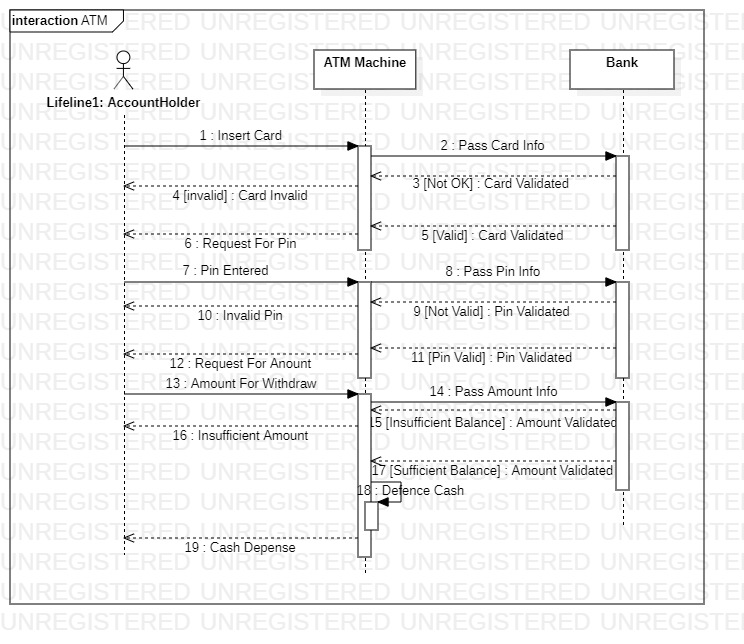 interaction ATM
Lifeline1: AccountHolder
ATM Machine
Bank
1 : Insert Card
2 : Pass Card Info
3 [Not OK] : Card Validated
4 [invalid] : Card Invalid
5 [Valid] : Card Validated
6 : Request For Pin
7 : Pin Entered
8 : Pass Pin Info
9 [Not Valid] : Pin Validated
10 : Invalid Pin
11 [Pin Valid] : Pin Validated
12 : Request For Anount
13 : Amount For Withdraw
14 : Pass Amount Info
15 [Insufficient Balance] : Amount Validated
16 : Insufficient Amount
17 [Sufficient Balance] : Amount Validated
18 : Defence Cash
19 : Cash Depense
UNREGISTERED